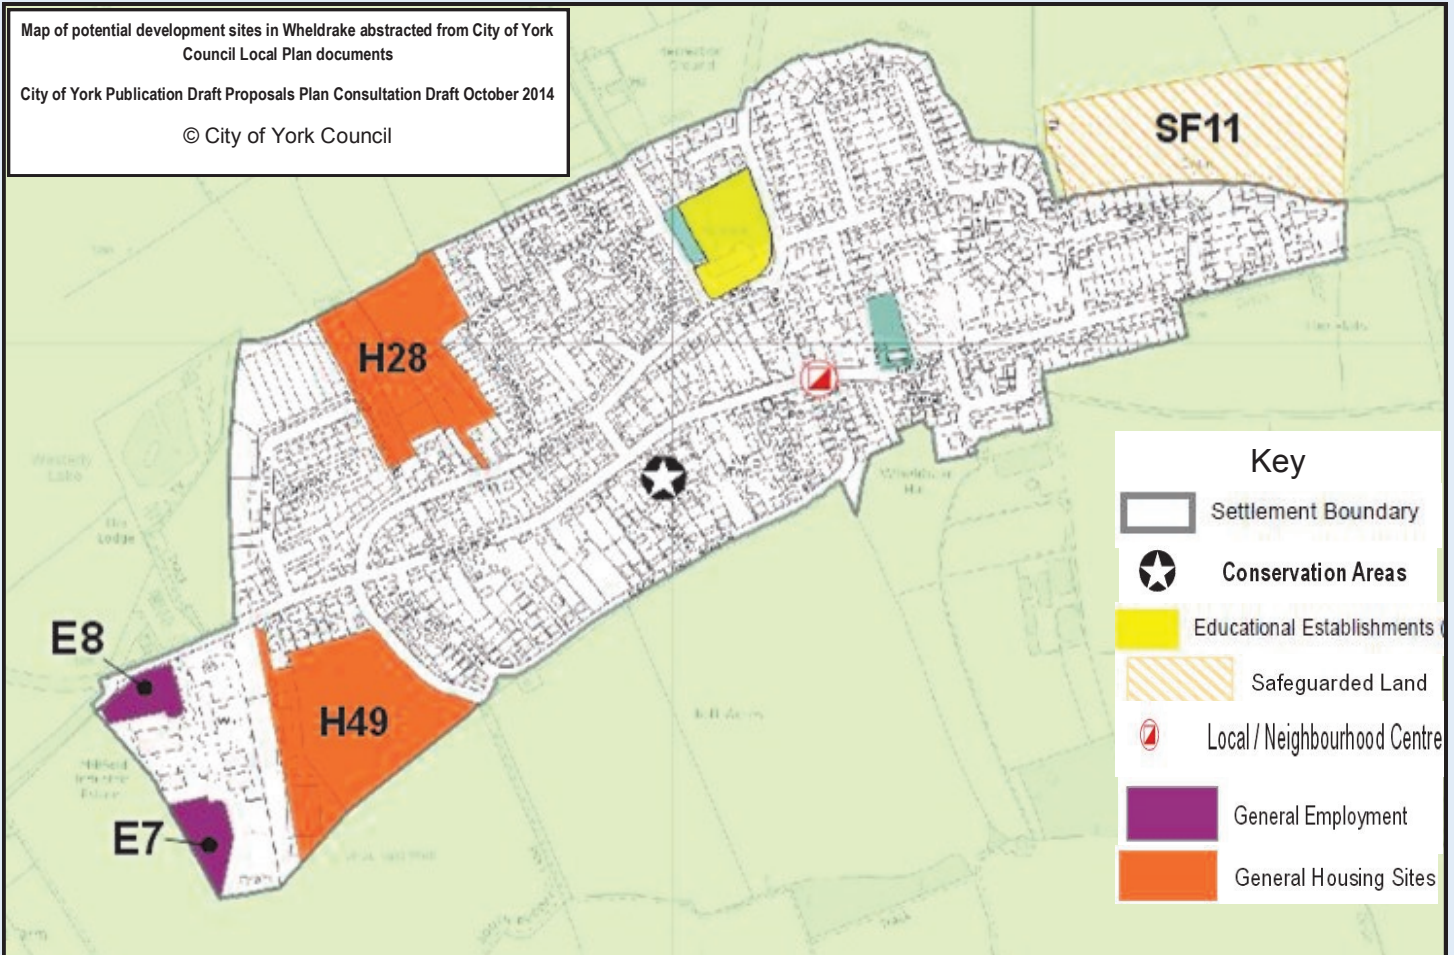 Map of potential development sites in Wheldrake abstracted from City of York
Council Local Plan documents
City of York Publication Draft Proposals Plan Consultation Draft October 2014
© City of York Council
SF11
H28
H49
E8
E7
Key
Settlement Boundary
Conservation Areas
Educational Establishments (
Safeguarded Land
Local / Neighbourhood Centre
General Employment
General Housing Sites
Lodge
Track